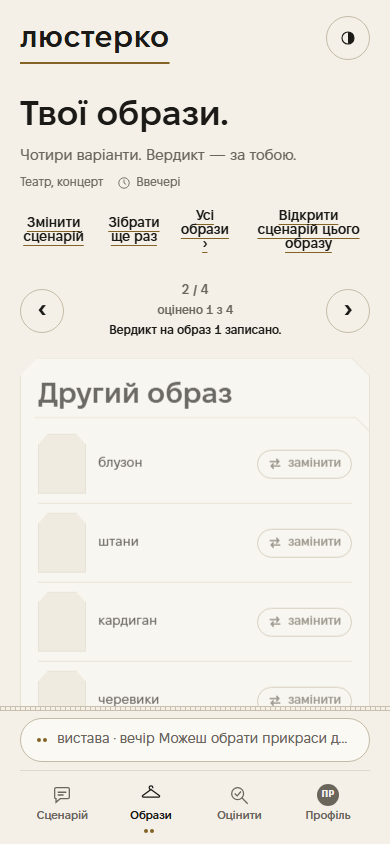 люстерко
Твої образи.
Чотири варіанти. Вердикт — за тобою.
Театр, концерт Ввечері
Змінити
сценарій
Зібрати
ще раз
Усі
образи
›
Відкрити
сценарій цього
образу
‹
2 / 4
оцінено 1 з 4
Вердикт на образ 1 записано.
›
Другий образ
блузон замінити
штани замінити
кардиган замінити
черевики замінити
вистава · вечір Можеш обрати прикраси д...
Сценарій
Образи
Оцінити
ПР
Профіль